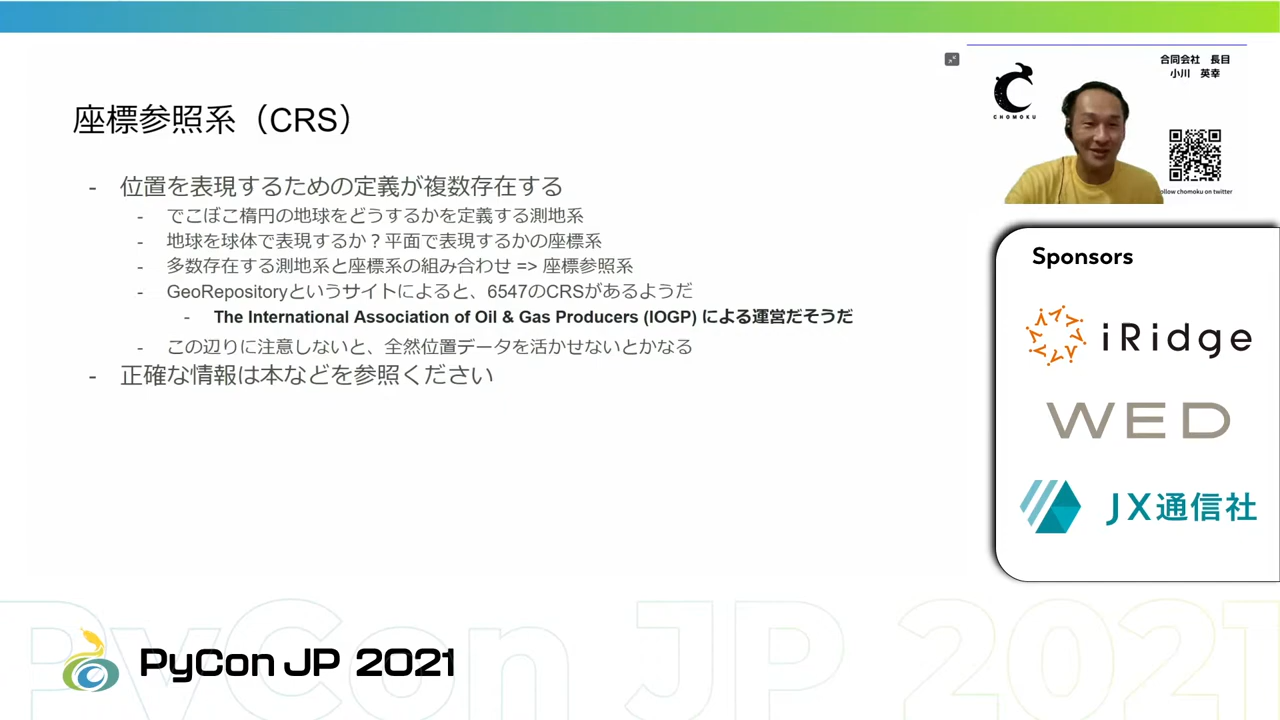 座標参照系（CRS）
- 位置を表現するための定義が複数存在する
- でこぼこ楕円の地球をどうするかを定義する測地系
- 地球を球体で表現するか？平面で表現するかの座標系
- 多数存在する測地系と座標系の組み合わせ => 座標参照系
- GeoRepositoryというサイトによると、6547のCRSがあるようだ
- The International Association of Oil & Gas Producers (IOGP) による運営だそうだ
- この辺りに注意しないと、全然位置データを活かせないとかなる
- 正確な情報は本などを参照ください
合同会社 長目
小川 英幸
CHOMOKU
ollow chomoku on twitter
Sponsors
iRidge
WED
JX通信社
PyCon JP 2021
PyCon JP 2021